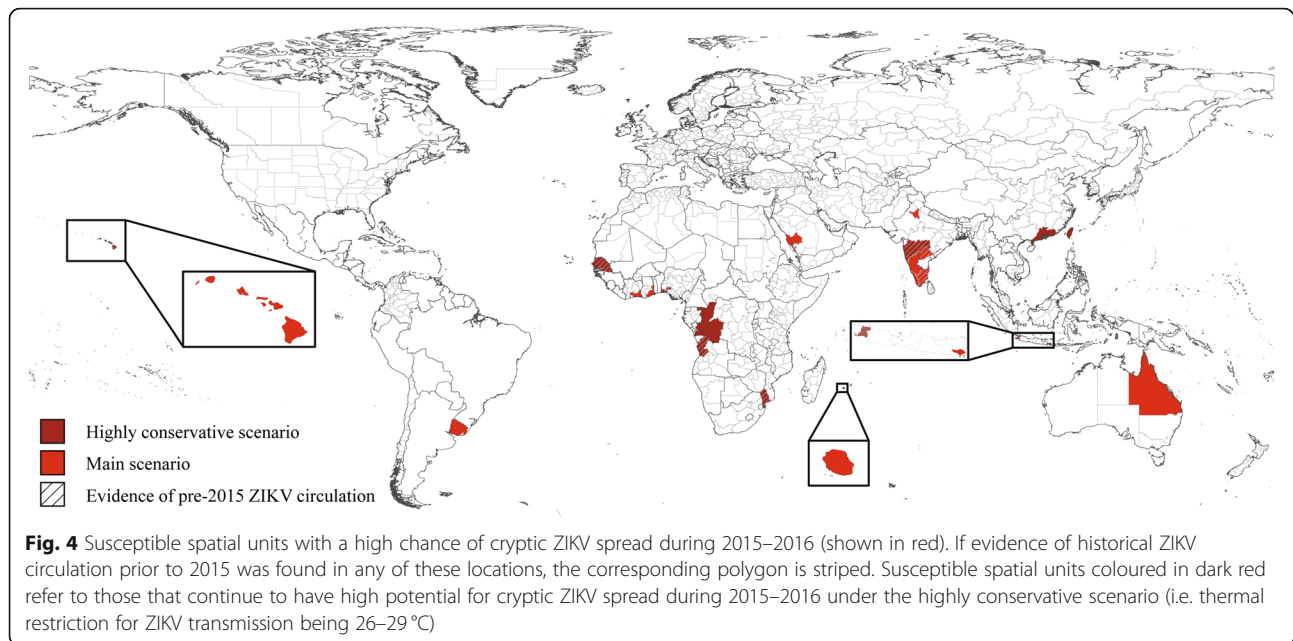 Highly conservative scenario
Main scenario
Evidence of pre-2015 ZIKV circulation
Fig. 4 Susceptible spatial units with a high chance of cryptic ZIKV spread during 2015–2016 (shown in red). If evidence of historical ZIKV
circulation prior to 2015 was found in any of these locations, the corresponding polygon is striped. Susceptible spatial units coloured in dark red
refer to those that continue to have high potential for cryptic ZIKV spread during 2015–2016 under the highly conservative scenario (i.e. thermal
restriction for ZIKV transmission being 26–29 °C)